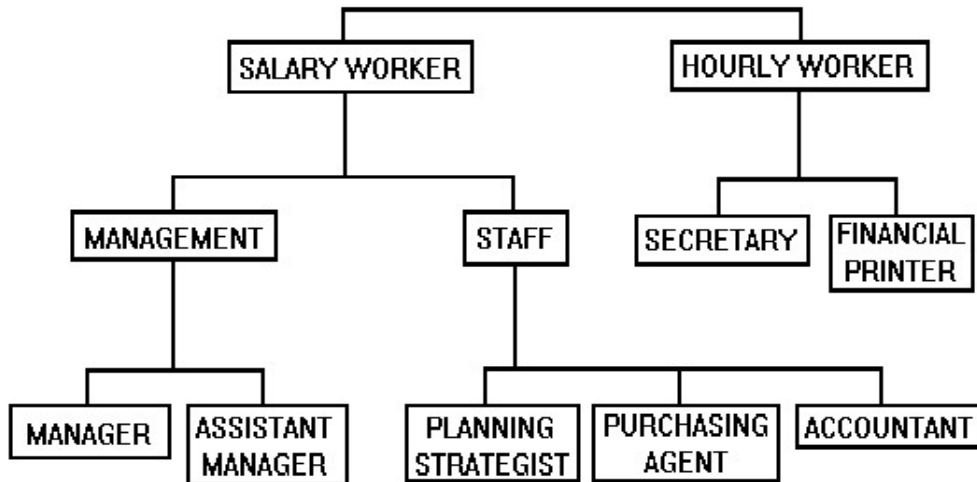 SALARY WORKER
HOURLY WORKER
MANAGEMENT
STAFF
SECRETARY
FINANCIAL
PRINTER
MANAGER
ASSISTANT
MANAGER
PLANNING
STRATEGIST
PURCHASING
AGENT
ACCOUNTANT